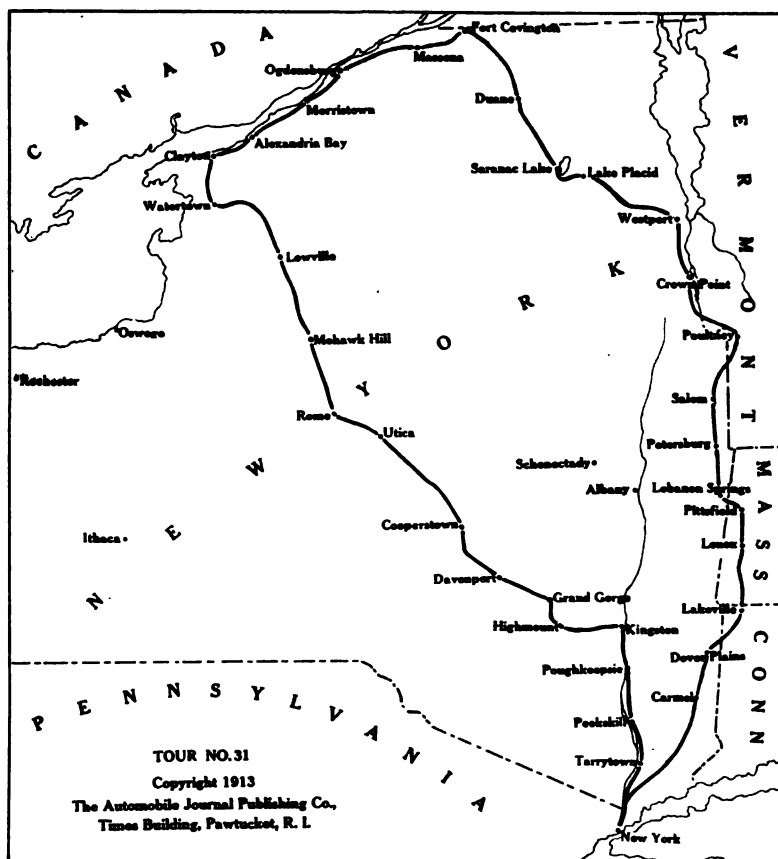 CANADA
Fort Covington
Massena
Ogdensburg
Morristown
Alexandria Bay
Clayton
Watertown
Duane
Saranac Lake
Lake Placid
Westport
VERMONT
Crown Point
Lowville
Oswego
Mohawk Hill
Poultney
Rochester
NEW YORK
Rome
Utica
Salem
Petersburg
Schenectady
Albany
Lebanon Springs
Pittsfield
MASS
Lenox
Ithaca
Cooperstown
Davenport
Grand Gorge
Highmount
Kingston
Lakeville
CONN
Dover Plains
Poughkeepsie
Carmel
Peekskill
Tarrytown
New York
PENNSYLVANIA
TOUR NO.31
Copyright 1913
The Automobile Journal Publishing Co.,
Times Building, Pawtucket, R. I.